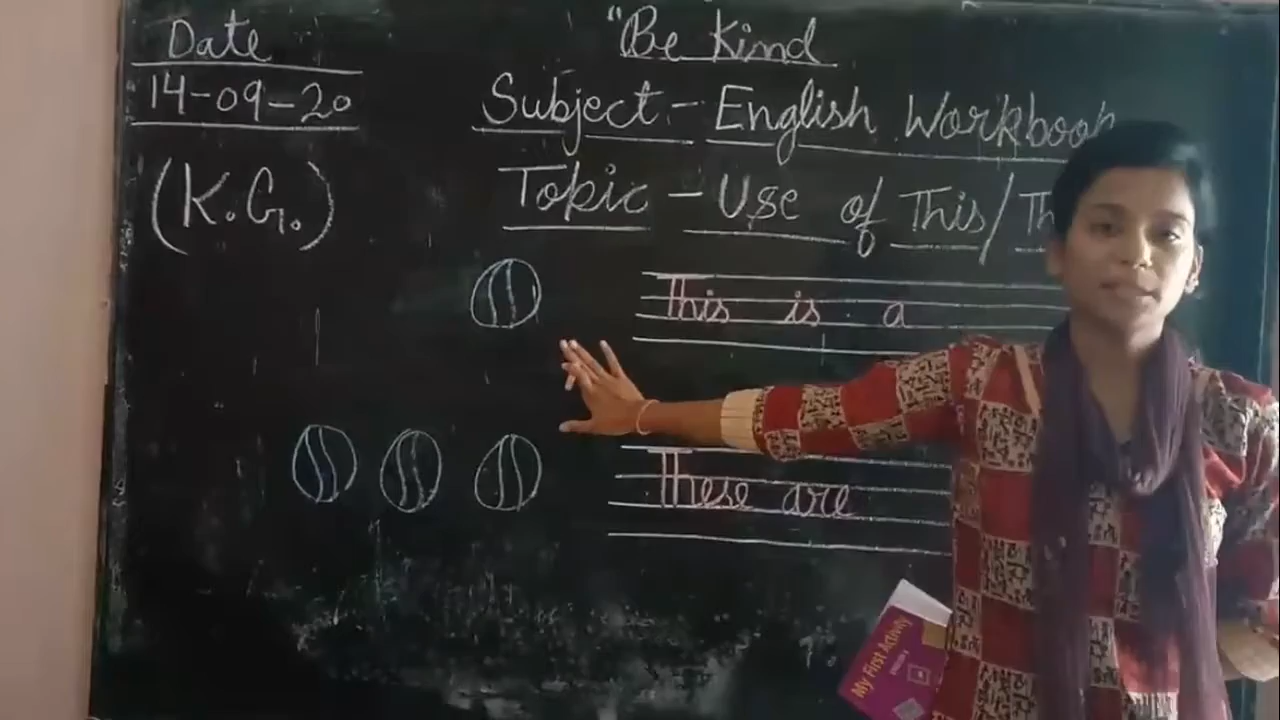 Date
14-09-20
(K.G.)
"Be Kind
Subject - English Workbook
Topic - Use of This/
This is a
These are
My First Activity